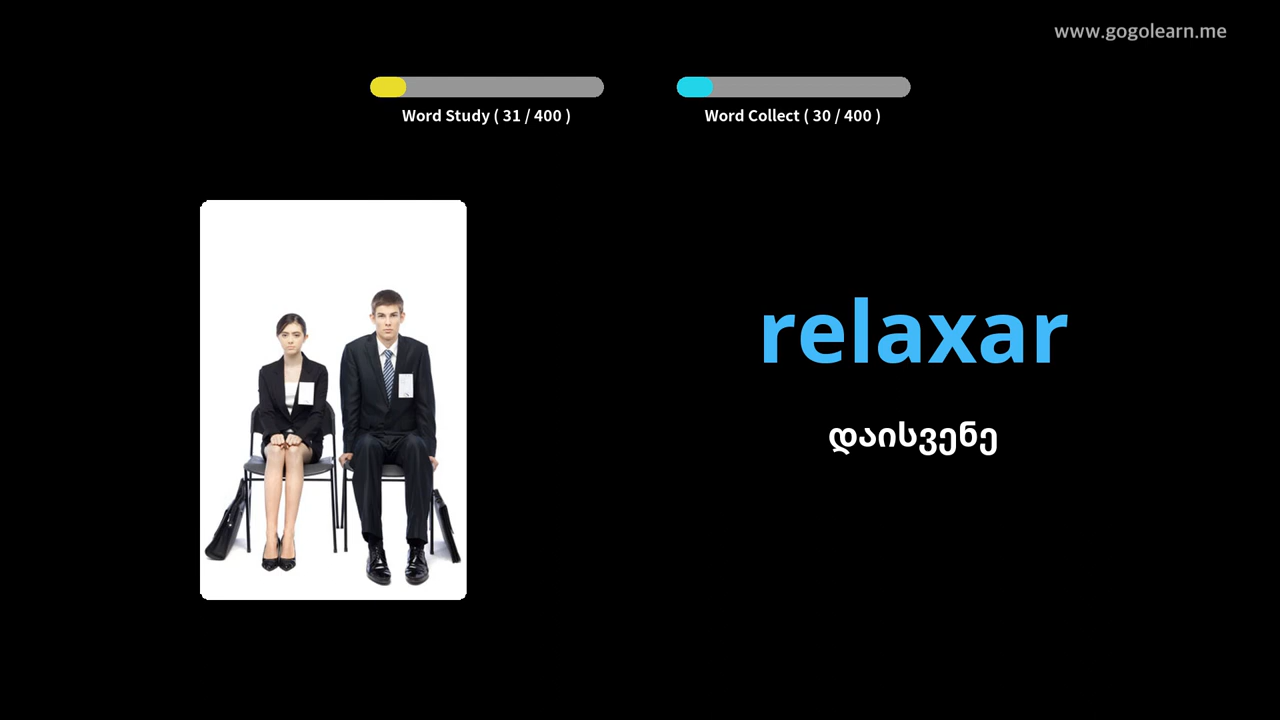 www.gogolearn.me
Word Study ( 31 / 400 )
Word Collect ( 30 / 400 )
relaxar
დაისვენე